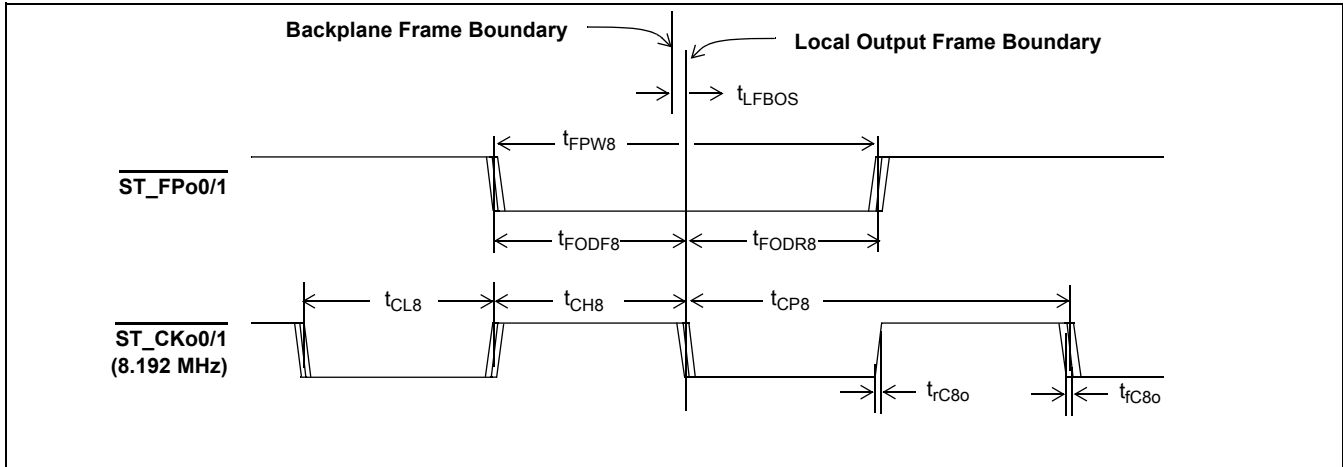 Backplane Frame Boundary
Local Output Frame Boundary
tLFBOS
tFPW8
ST_FPo0/1
tFODF8
tFODR8
tCL8
tCH8
tCP8
ST_CKo0/1
(8.192 MHz)
trC8o
tfC8o